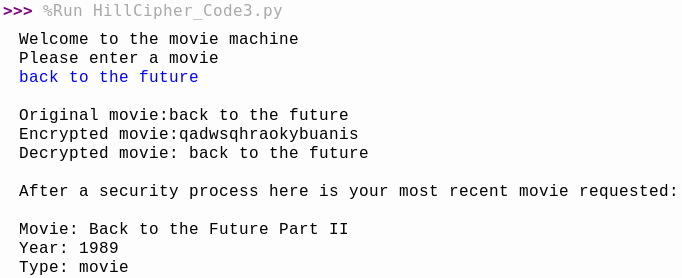 >>> %Run HillCipher_Code3.py
Welcome to the movie machine
Please enter a movie
back to the future
Original movie:back to the future
Encrypted movie:qadwsqhraokybuanis
Decrypted movie: back to the future
After a security process here is your most recent movie requested:
Movie: Back to the Future Part II
Year: 1989
Type: movie